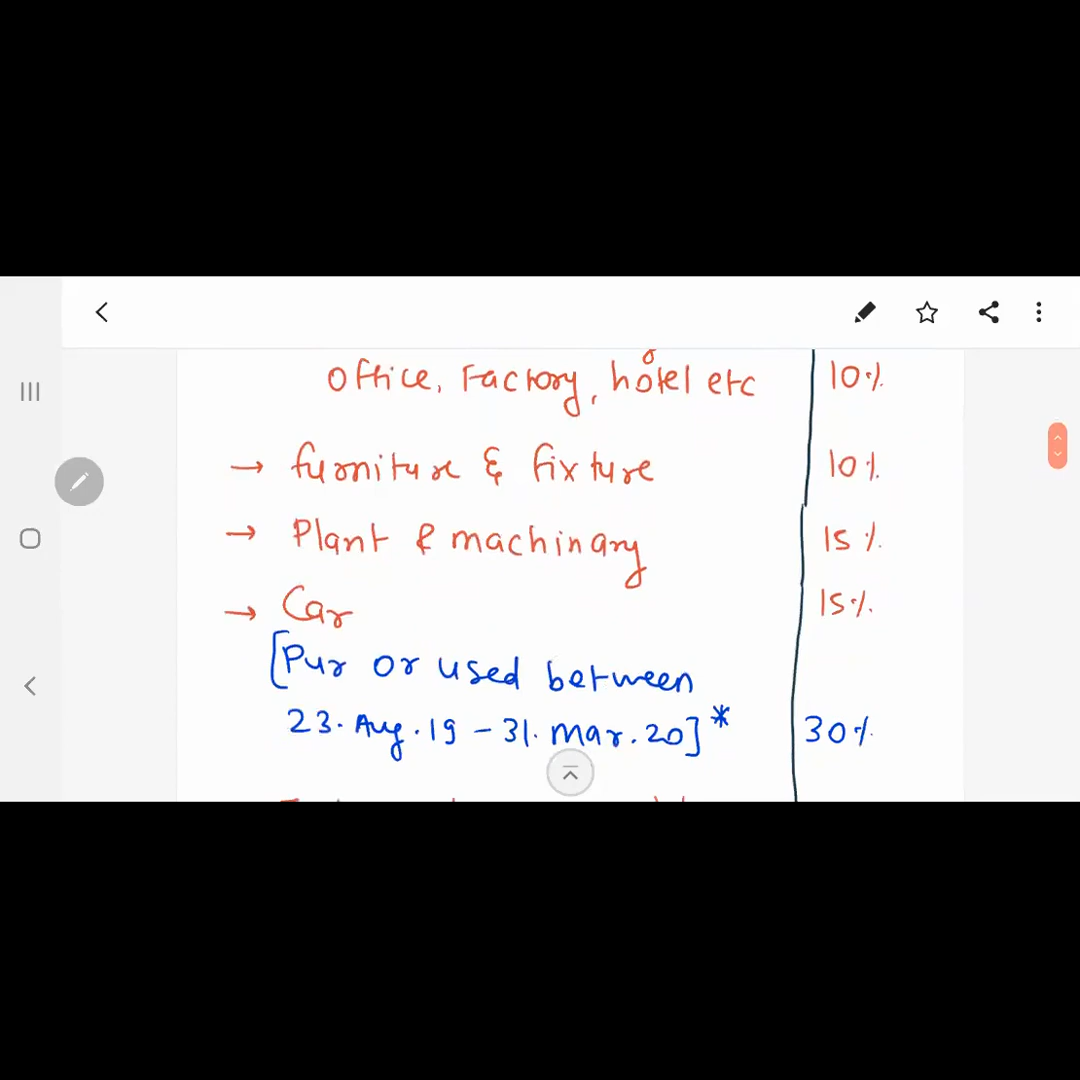 office, Factory, hotel etc 10%
→ furniture & fixture 10%
→ Plant & machinary 15%
→ Car 15%
[Pur or used between
23. Aug. 19 - 31. Mar. 20]* 30%